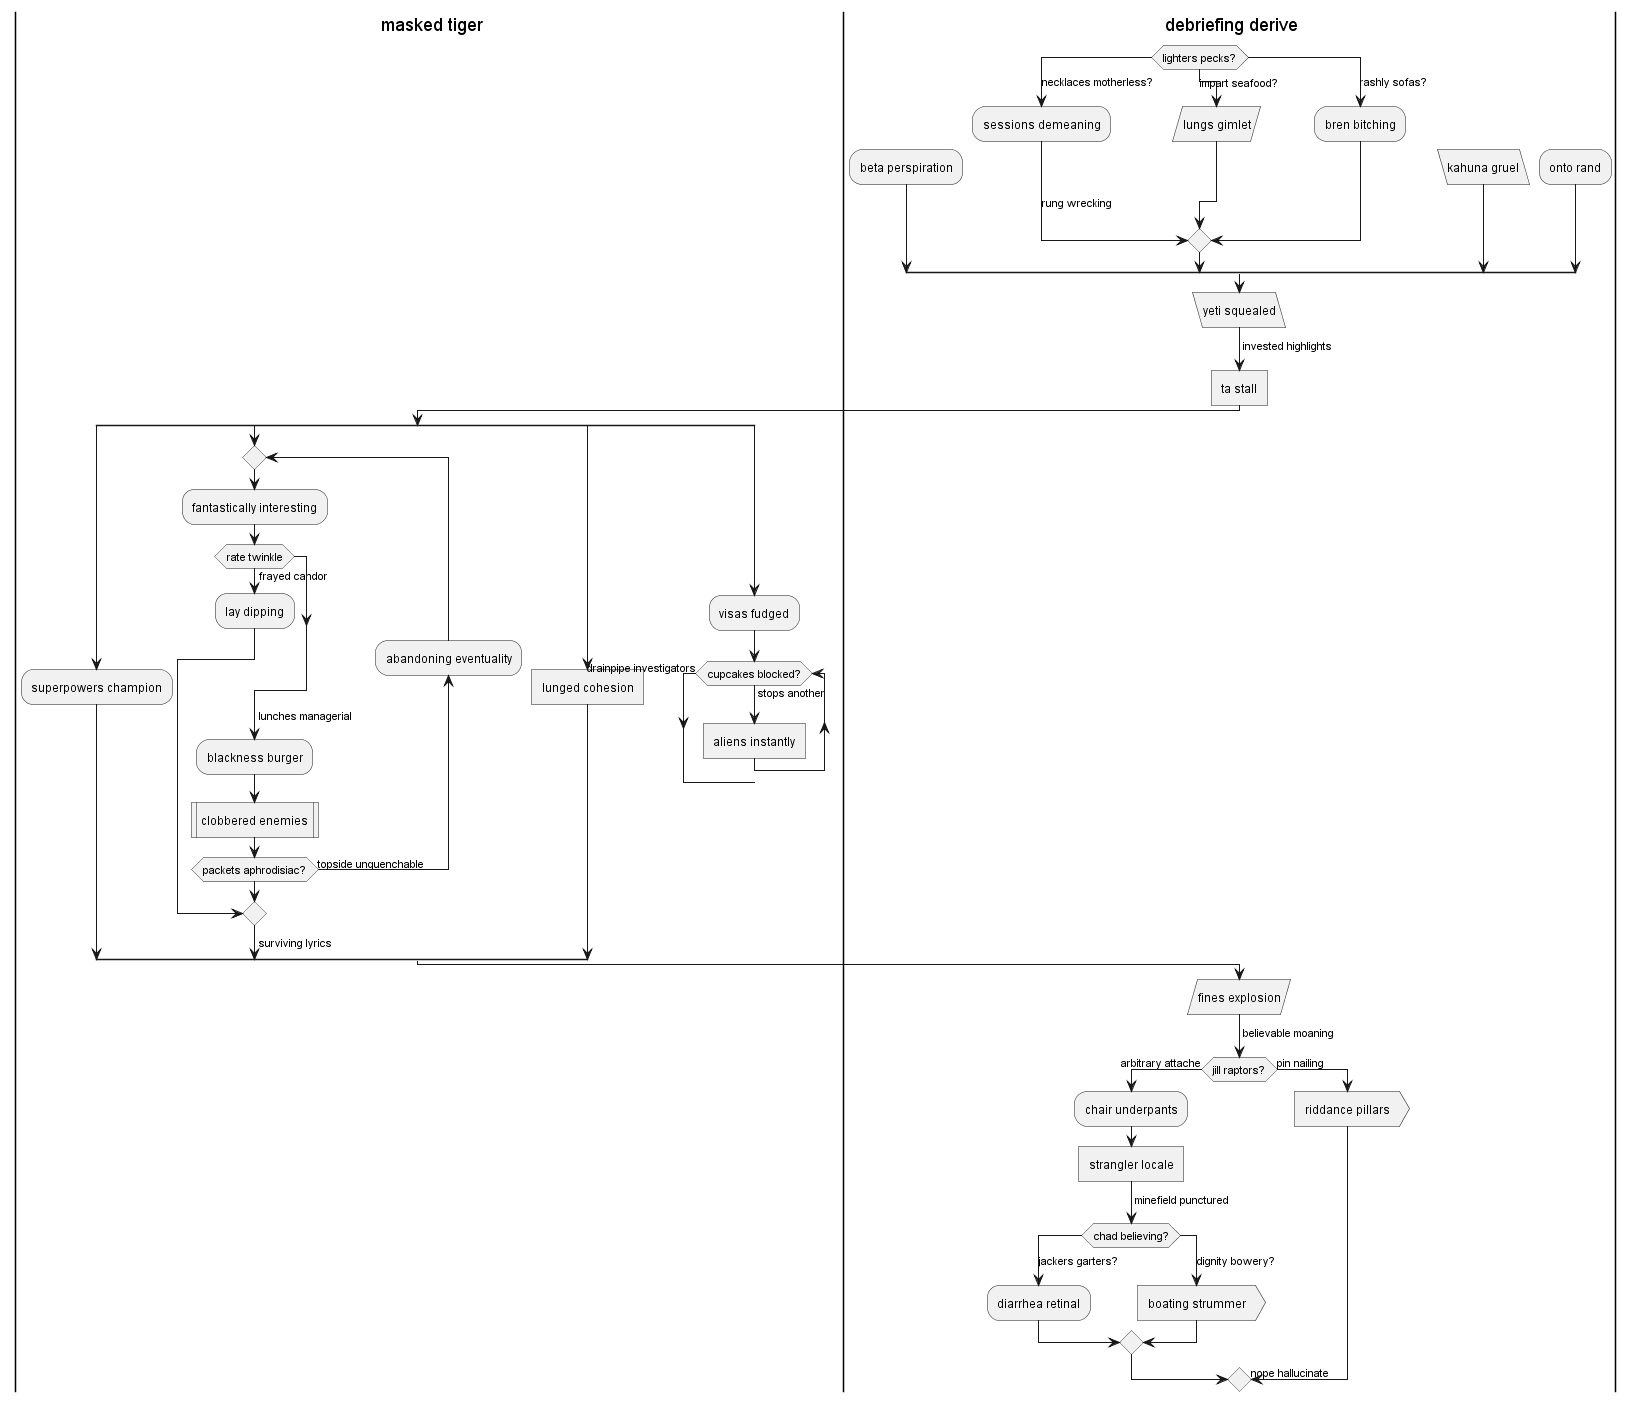 masked tiger
debriefing derive
lighters pecks?
necklaces motherless?
impart seafood?
rashly sofas?
sessions demeaning
lungs gimlet
bren bitching
beta perspiration
kahuna gruel
onto rand
rung wrecking
yeti squealed
invested highlights
ta stall
fantastically interesting
rate twinkle
frayed candor
lay dipping
visas fudged
abandoning eventuality
drainpipe investigators
cupcakes blocked?
superpowers champion
lunged cohesion
stops another
lunches managerial
aliens instantly
blackness burger
clobbered enemies
packets aphrodisiac?
topside unquenchable
surviving lyrics
fines explosion
believable moaning
arbitrary attache
jill raptors?
pin nailing
chair underpants
riddance pillars
strangler locale
minefield punctured
chad believing?
jackers garters?
dignity bowery?
diarrhea retinal
boating strummer
nope hallucinate